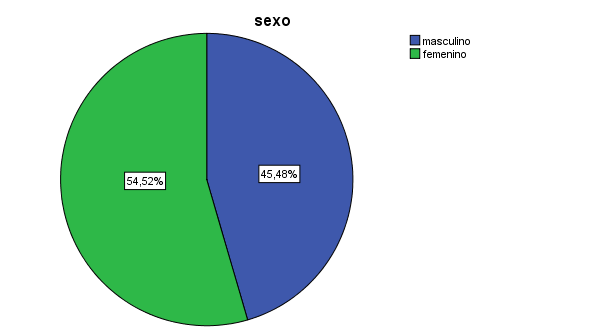 sexo
masculino
femenino
54,52%
45,48%